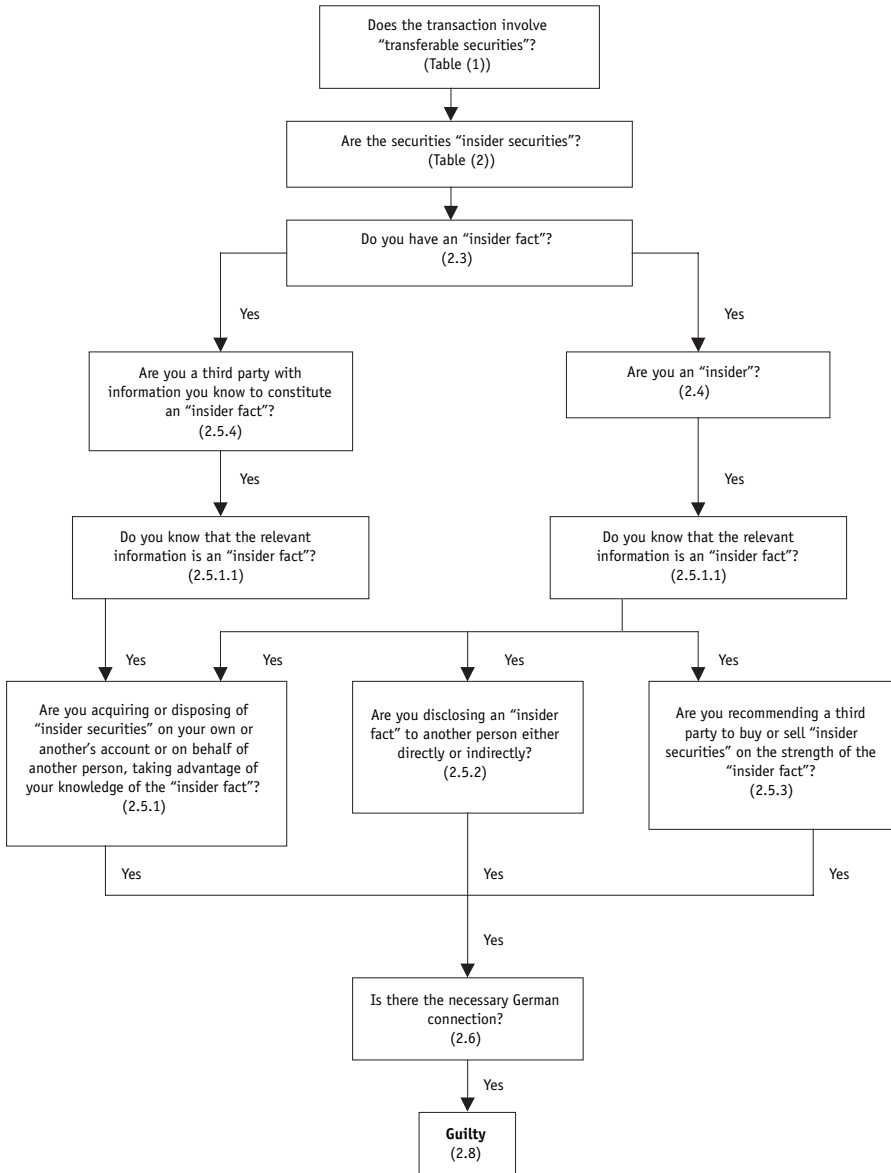 Does the transaction involve
“transferable securities”?
(Table (1))
Are the securities “insider securities”?
(Table (2))
Do you have an “insider fact”?
(2.3)
Yes
Yes
Are you a third party with
information you know to constitute
an “insider fact”?
(2.5.4)
Are you an “insider”?
(2.4)
Yes
Yes
Do you know that the relevant
information is an “insider fact”?
(2.5.1.1)
Do you know that the relevant
information is an “insider fact”?
(2.5.1.1)
Yes
Yes
Yes
Yes
Are you acquiring or disposing of
“insider securities” on your own or
another’s account or on behalf of
another person, taking advantage of
your knowledge of the “insider fact”?
(2.5.1)
Are you disclosing an “insider
fact” to another person either
directly or indirectly?
(2.5.2)
Are you recommending a third
party to buy or sell “insider
securities” on the strength of the
“insider fact”?
(2.5.3)
Yes
Yes
Yes
Yes
Is there the necessary German
connection?
(2.6)
Yes
Guilty
(2.8)